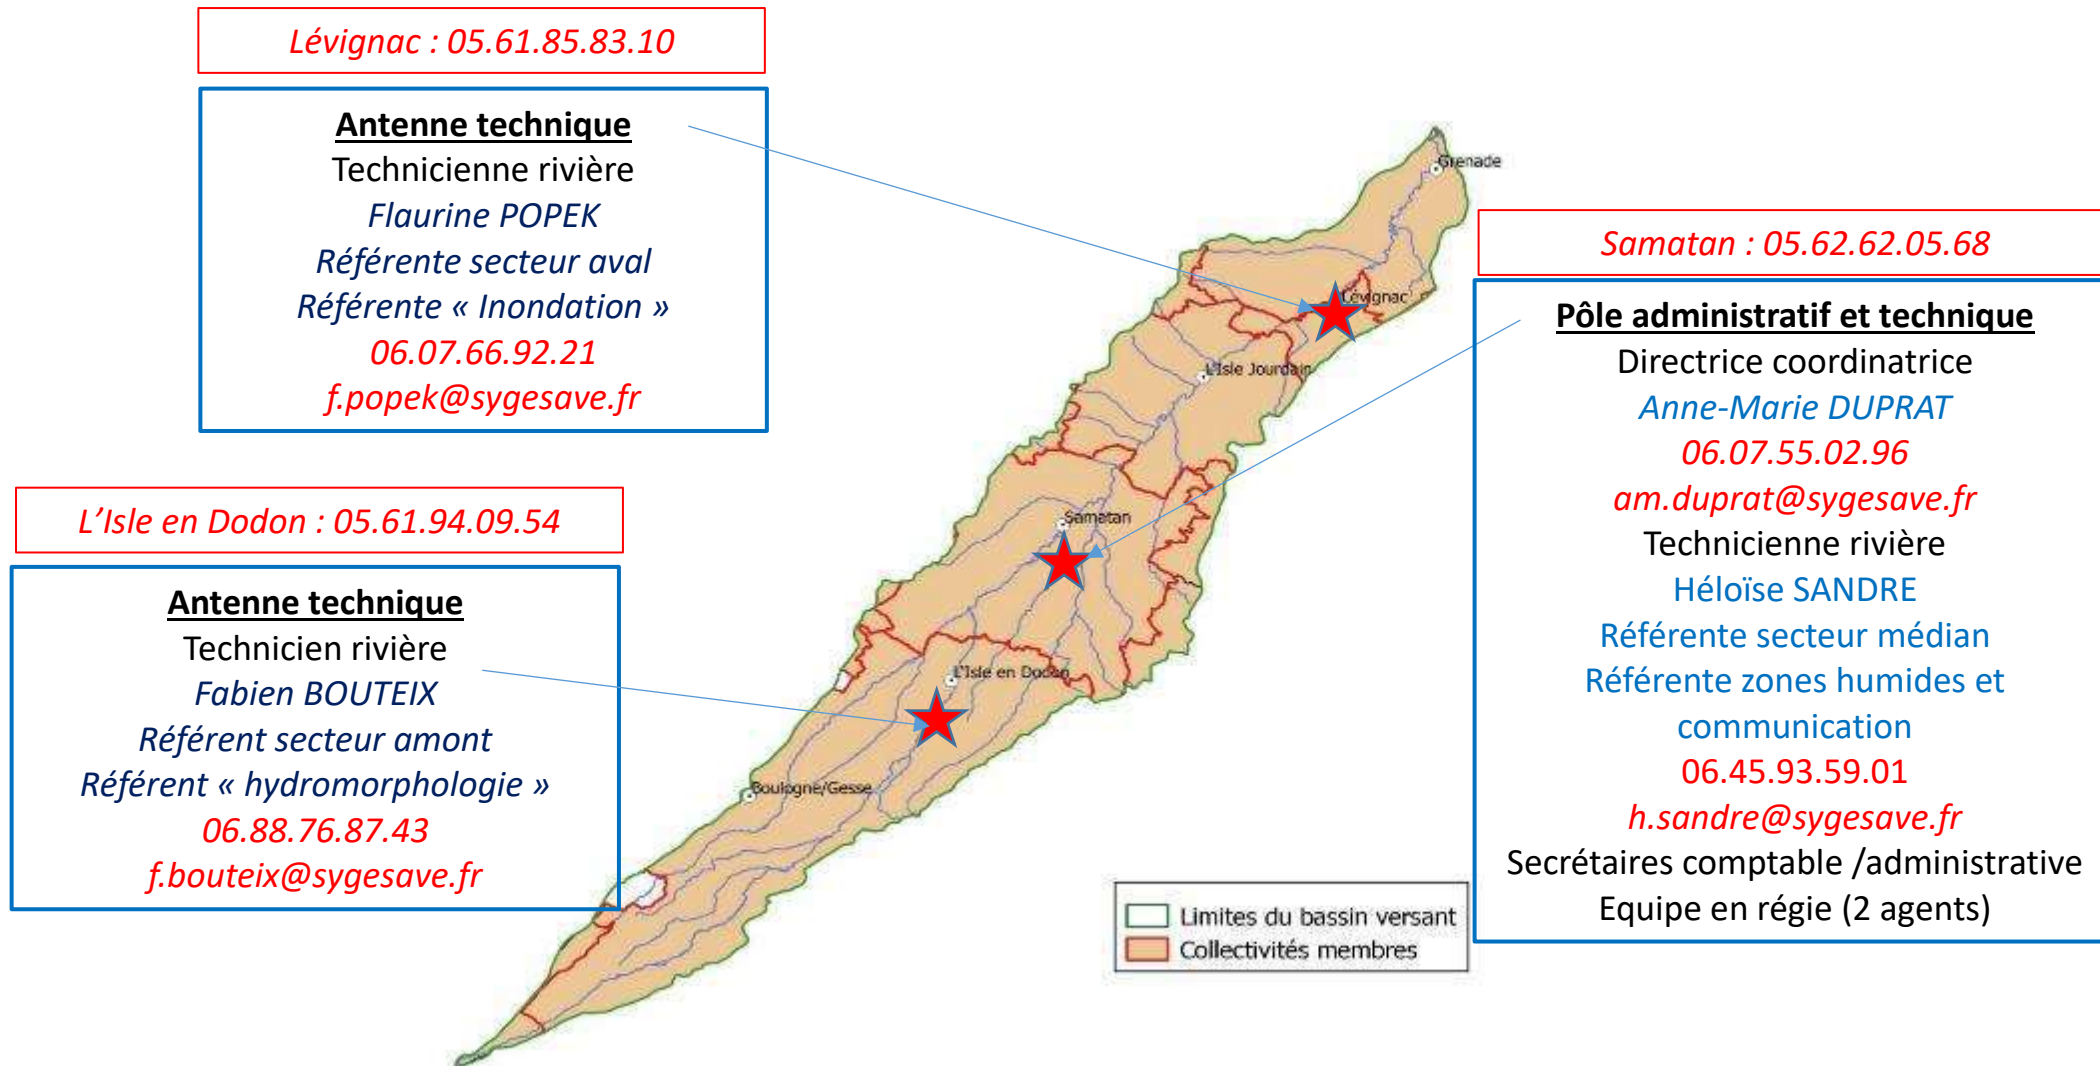 Lévignac : 05.61.85.83.10
Antenne technique
Technicienne rivière
Flaurine POPEK
Référente secteur aval
Référente « Inondation »
06.07.66.92.21
f.popek@sygesave.fr
L’Isle en Dodon : 05.61.94.09.54
Antenne technique
Technicien rivière
Fabien BOUTEIX
Référent secteur amont
Référent « hydromorphologie »
06.88.76.87.43
f.bouteix@sygesave.fr
Grenade
Lévignac
L'Isle Jourdain
Samatan
L'Isle en Dodon
Boulogne/Gesse
Limites du bassin versant
Collectivités membres
Samatan : 05.62.62.05.68
Pôle administratif et technique
Directrice coordinatrice
Anne-Marie DUPRAT
06.07.55.02.96
am.duprat@sygesave.fr
Technicienne rivière
Héloïse SANDRE
Référente secteur médian
Référente zones humides et
communication
06.45.93.59.01
h.sandre@sygesave.fr
Secrétaires comptable /administrative
Equipe en régie (2 agents)